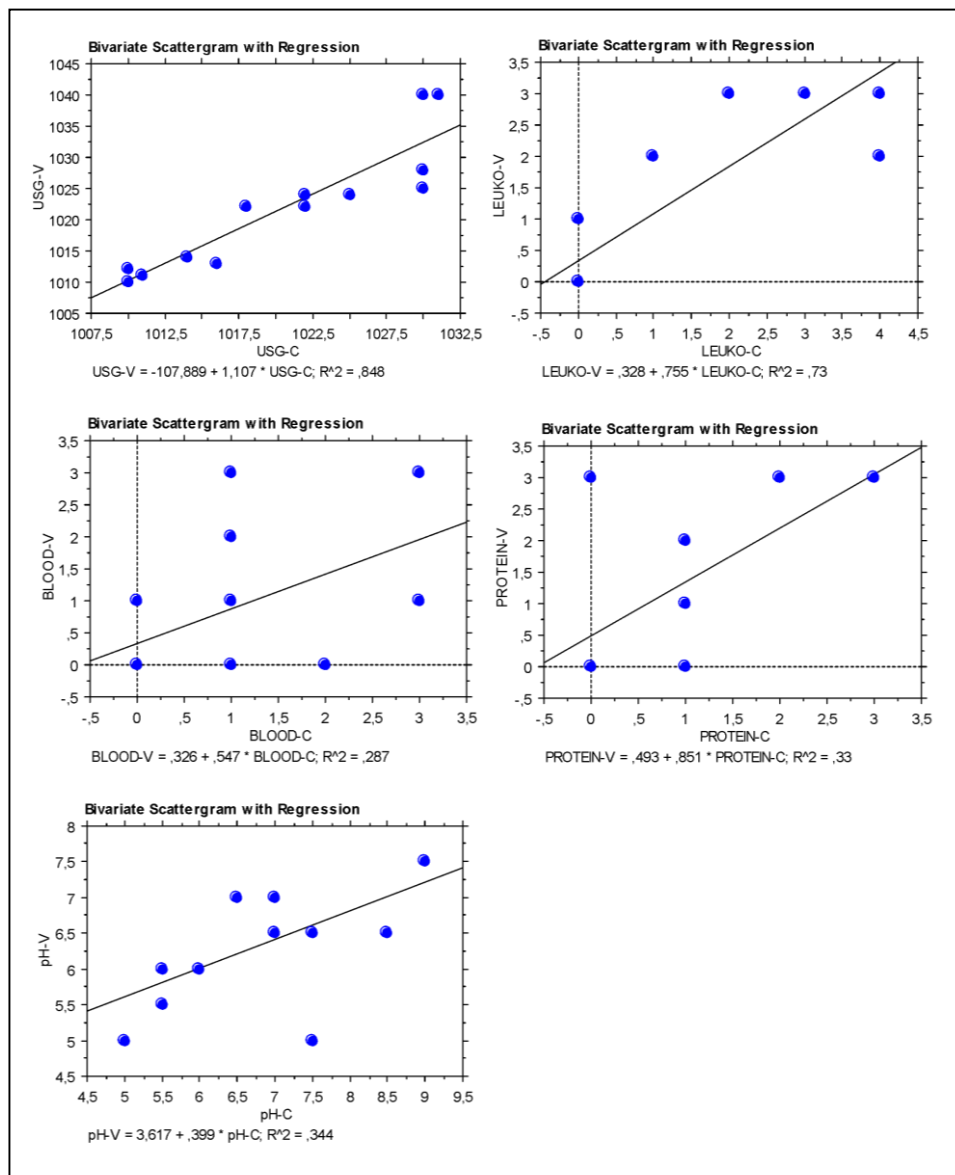 Bivariate Scattergram with Regression
1045
1040
1035
1030
1025
1020
1015
1010
1005
USG-V
1007,5 1012,5 1017,5 1022,5 1027,5 1032,5
USG-C
USG-V = -107,889 + 1,107 * USG-C; R^2 = ,848
Bivariate Scattergram with Regression
3,5
3
2,5
2
1,5
1
,5
0
-,5
LEUKO-V
-,5 0 ,5 1 1,5 2 2,5 3 3,5 4 4,5
LEUKO-C
LEUKO-V = ,328 + ,755 * LEUKO-C; R^2 = ,73
Bivariate Scattergram with Regression
3,5
3
2,5
2
1,5
1
,5
0
-,5
BLOOD-V
-,5 0 ,5 1 1,5 2 2,5 3 3,5
BLOOD-C
BLOOD-V = ,326 + ,547 * BLOOD-C; R^2 = ,287
Bivariate Scattergram with Regression
3,5
3
2,5
2
1,5
1
,5
0
-,5
PROTEIN-V
-,5 0 ,5 1 1,5 2 2,5 3 3,5
PROTEIN-C
PROTEIN-V = ,493 + ,851 * PROTEIN-C; R^2 = ,33
Bivariate Scattergram with Regression
8
7,5
7
6,5
6
5,5
5
4,5
pH-V
4,5 5 5,5 6 6,5 7 7,5 8 8,5 9 9,5
pH-C
pH-V = 3,617 + ,399 * pH-C; R^2 = ,344